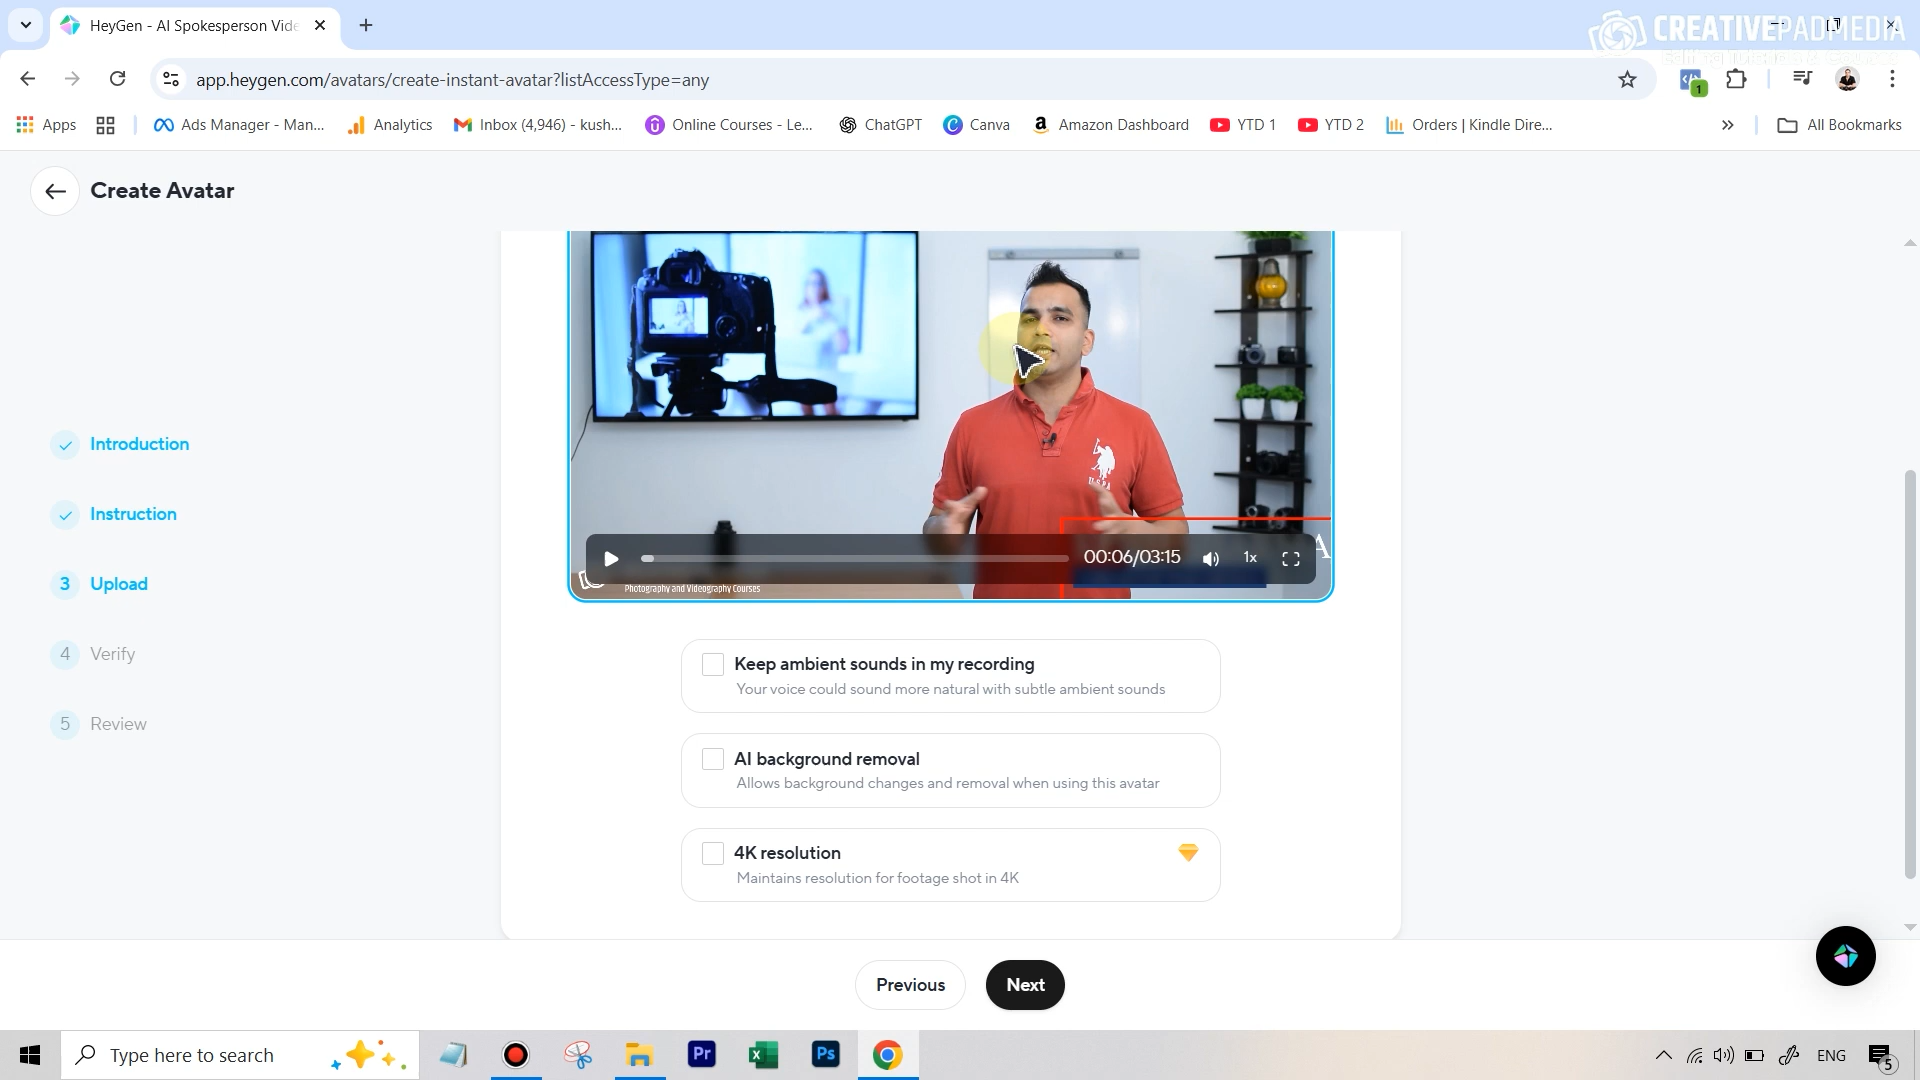 HeyGen - AI Spokesperson Vide
CREATIVEPADMEDIA
app.heygen.com/avatars/create-instant-avatar?listAccessType=any
1
Apps
Ads Manager - Man...
Analytics
Inbox (4,946) - kush...
Online Courses - Le...
ChatGPT
Canva
Amazon Dashboard
YTD 1
YTD 2
Orders | Kindle Dire...
All Bookmarks
Create Avatar
Introduction
Instruction
3 Upload
4 Verify
5 Review
U.S.P.A
A
00:06/03:15
1x
Photography and Videography Courses
Keep ambient sounds in my recording
Your voice could sound more natural with subtle ambient sounds
AI background removal
Allows background changes and removal when using this avatar
4K resolution
Maintains resolution for footage shot in 4K
Previous
Next
Type here to search
Pr
Ps
ENG
5